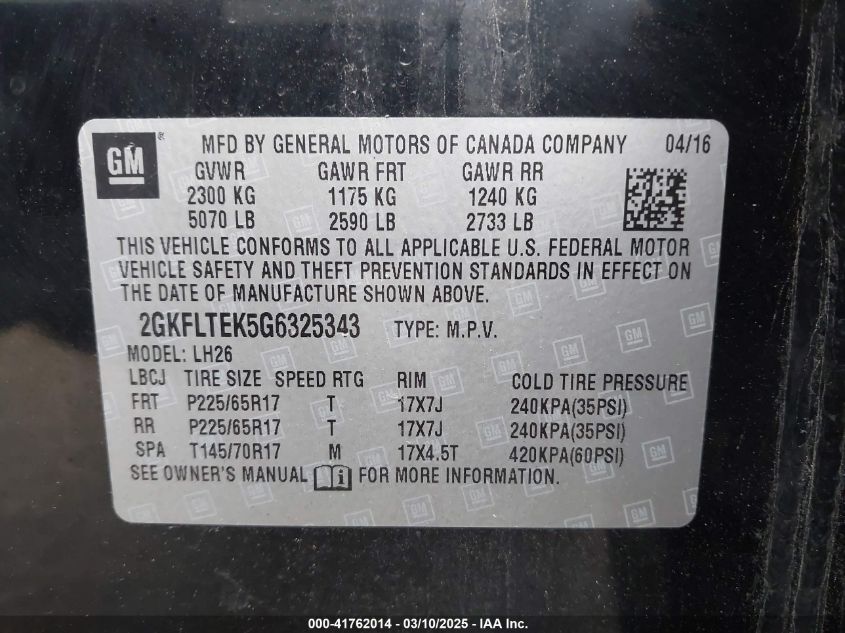 GM ® MFD BY GENERAL MOTORS OF CANADA COMPANY 04/16
GVWR GAWR FRT GAWR RR
2300 KG 1175 KG 1240 KG
5070 LB 2590 LB 2733 LB
THIS VEHICLE CONFORMS TO ALL APPLICABLE U.S. FEDERAL MOTOR
VEHICLE SAFETY AND THEFT PREVENTION STANDARDS IN EFFECT ON
THE DATE OF MANUFACTURE SHOWN ABOVE.
2GKFLTEK5G6325343 TYPE: M.P.V.
MODEL: LH26
LBCJ TIRE SIZE SPEED RTG RIM COLD TIRE PRESSURE
FRT P225/65R17 T 17X7J 240KPA(35PSI)
RR P225/65R17 T 17X7J 240KPA(35PSI)
SPA T145/70R17 M 17X4.5T 420KPA(60PSI)
SEE OWNER'S MANUAL i FOR MORE INFORMATION.
000-41762014 — 03/10/2025 - IAA Inc.